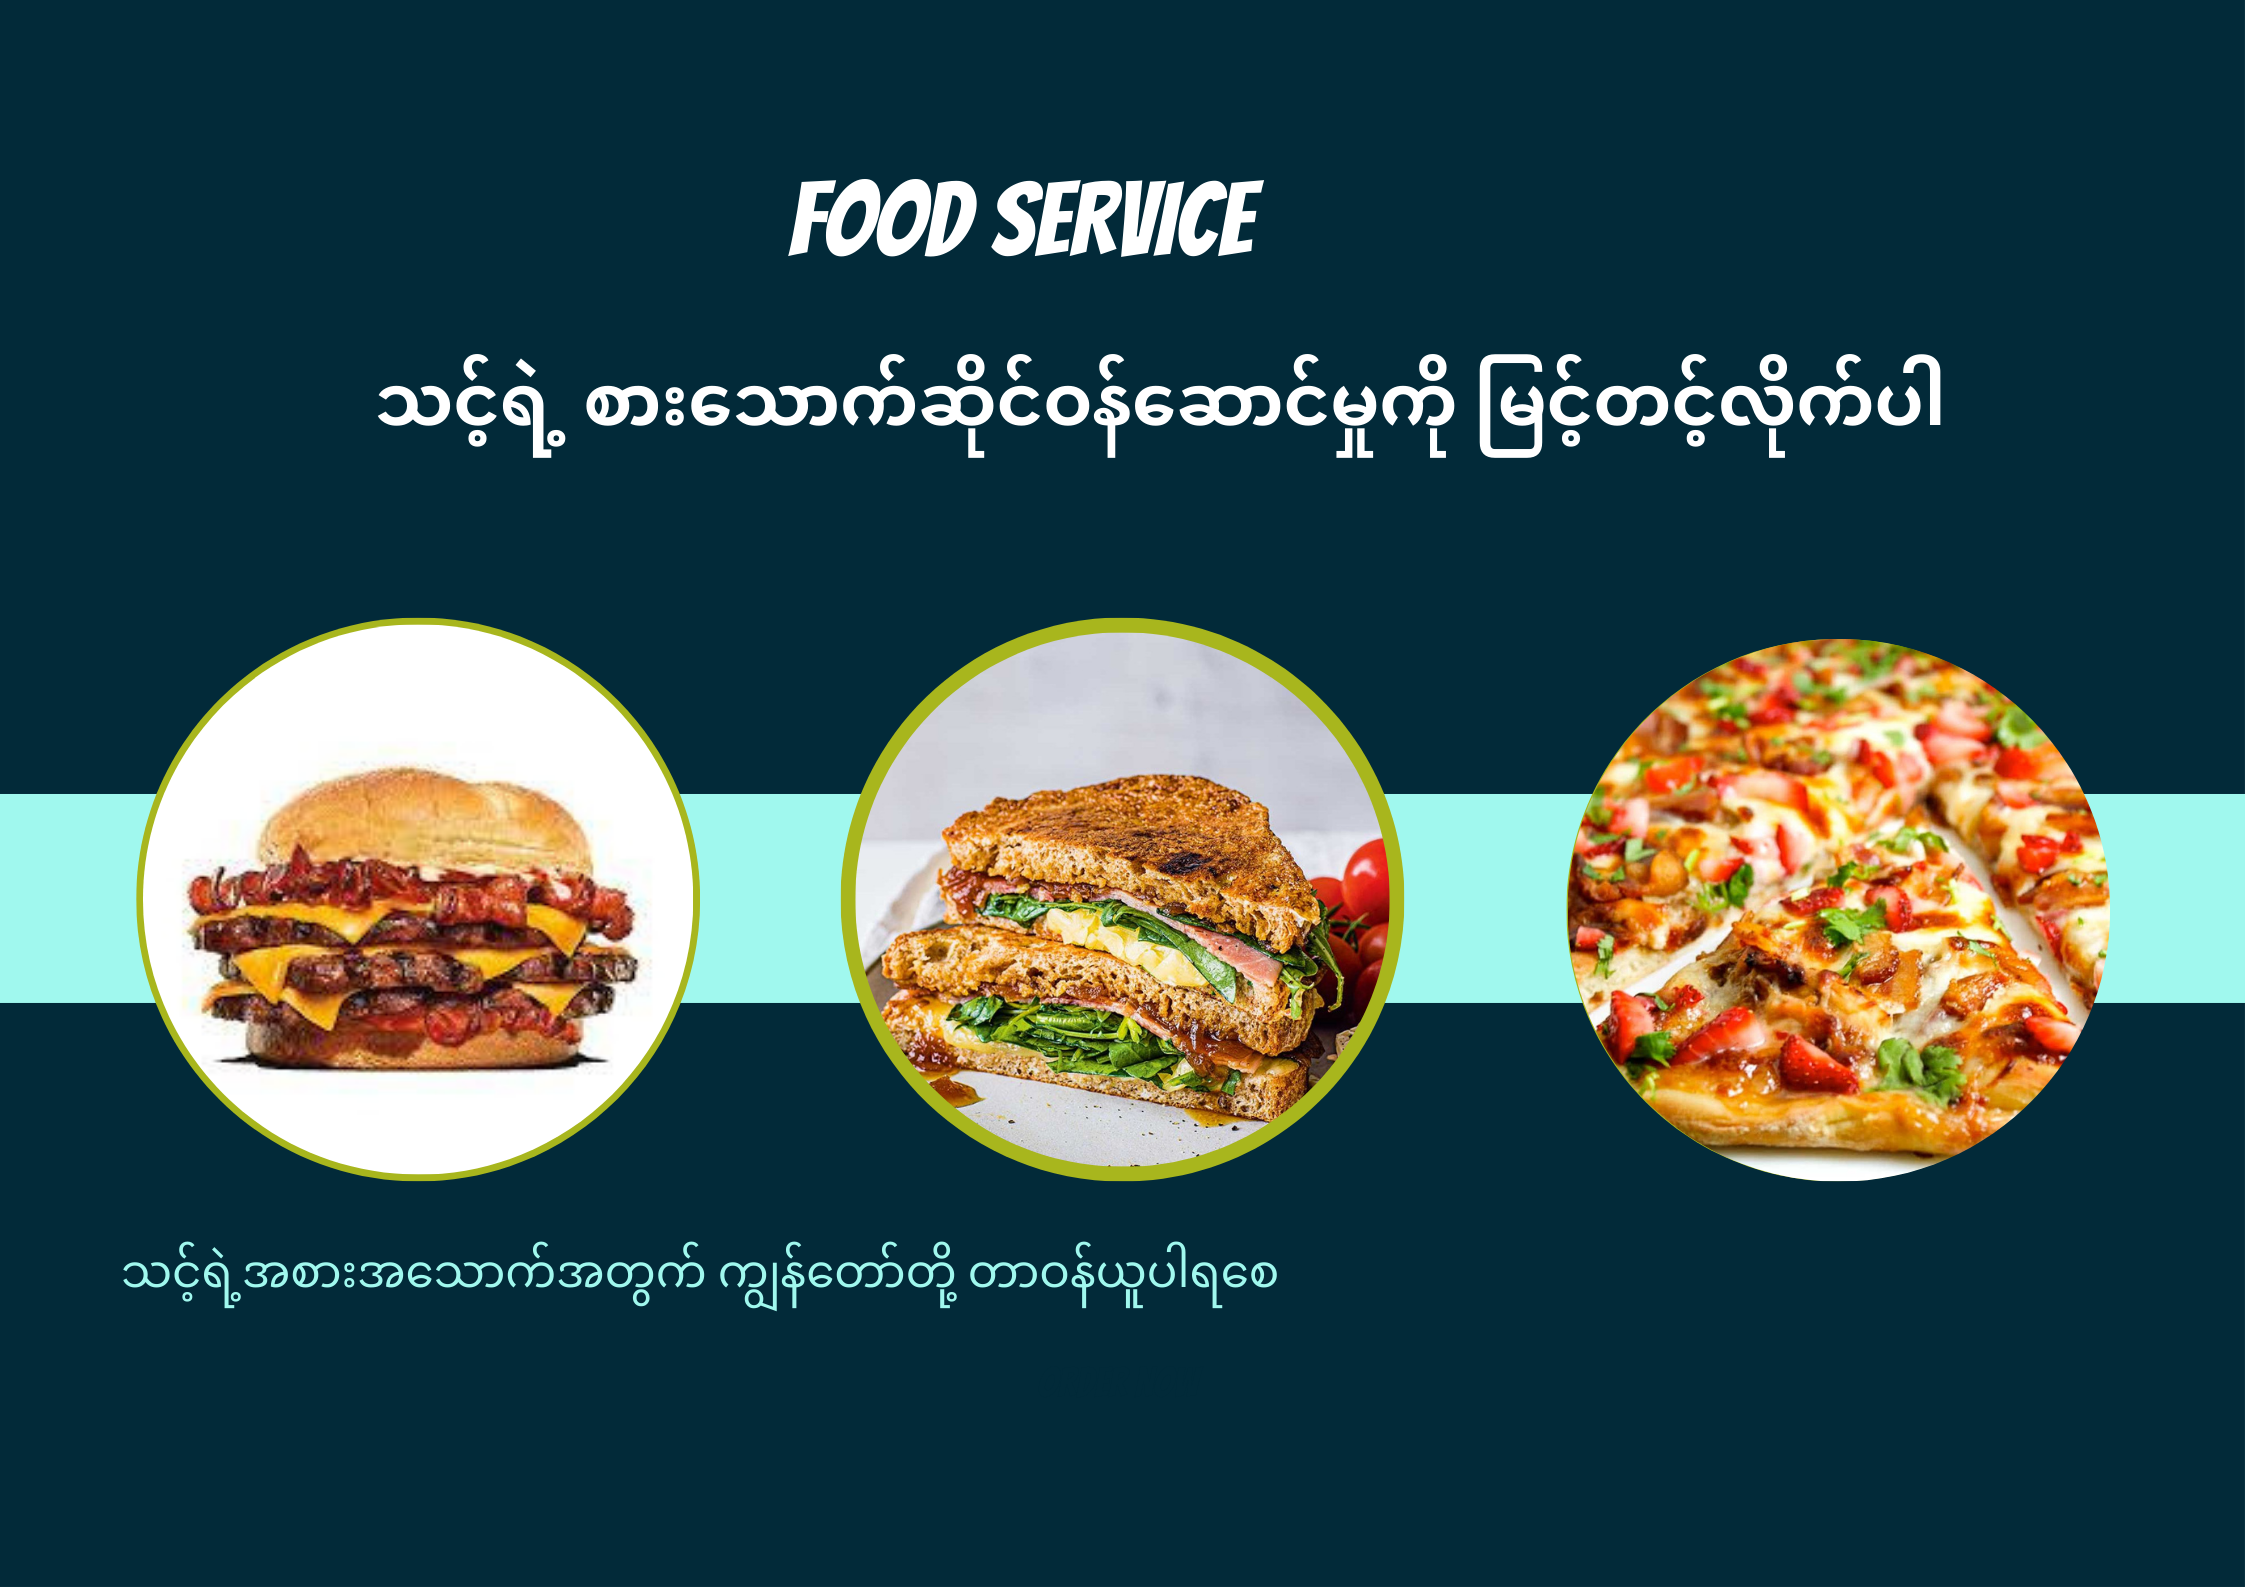 FOOD SERVICE
သင့်ရဲ့ စားသောက်ဆိုင်ဝန်ဆောင်မှုကို မြင့်တင့်လိုက်ပါ
သင့်ရဲ့အစားအသောက်အတွက် ကျွန်တော်တို့ တာဝန်ယူပါရစေ